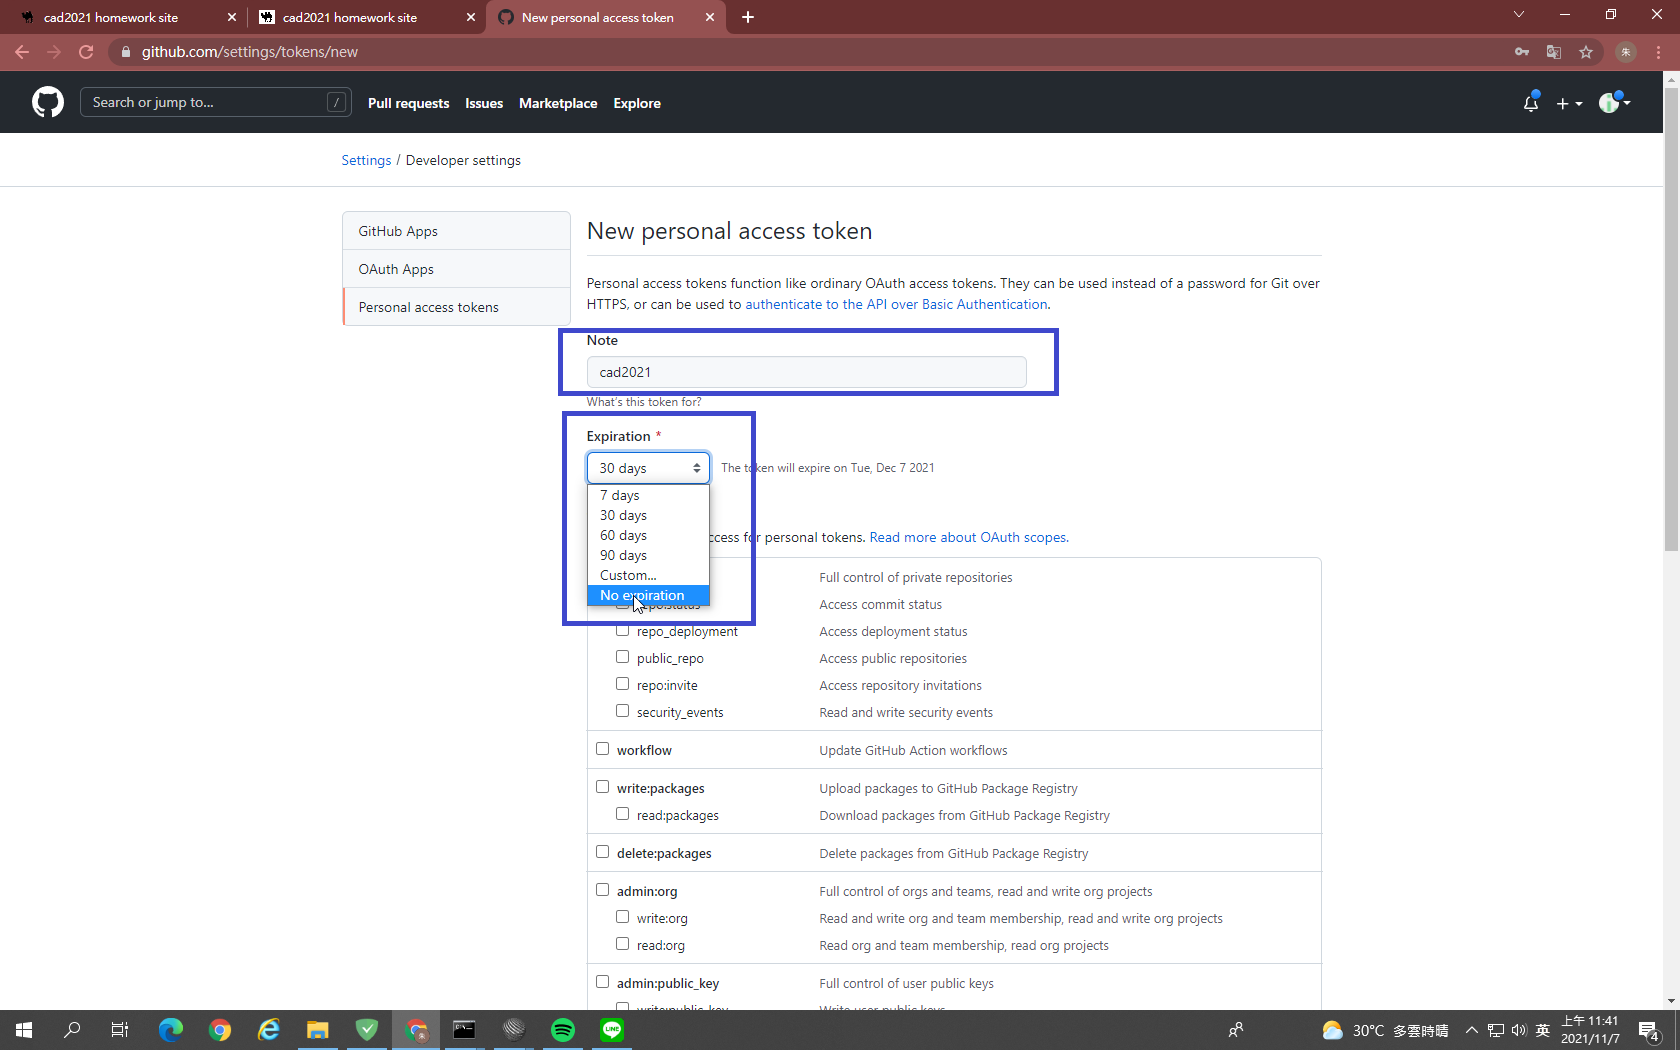 cad2021 homework site
cad2021 homework site
New personal access token
github.com/settings/tokens/new
朱
Search or jump to...
/
Pull requests
Issues
Marketplace
Explore
Settings / Developer settings
GitHub Apps
OAuth Apps
Personal access tokens
New personal access token
Personal access tokens function like ordinary OAuth access tokens. They can be used instead of a password for Git over
HTTPS, or can be used to authenticate to the API over Basic Authentication.
Note
cad2021
What's this token for?
Expiration *
30 days
The token will expire on Tue, Dec 7 2021
7 days
30 days
60 days
90 days
Custom...
No expiration
for personal tokens. Read more about OAuth scopes.
Full control of private repositories
repo:status
Access commit status
repo_deployment
Access deployment status
public_repo
Access public repositories
repo:invite
Access repository invitations
security_events
Read and write security events
workflow
Update GitHub Action workflows
write:packages
Upload packages to GitHub Package Registry
read:packages
Download packages from GitHub Package Registry
delete:packages
Delete packages from GitHub Package Registry
admin:org
Full control of orgs and teams, read and write org projects
write:org
Read and write org and team membership, read and write org projects
read:org
Read org and team membership, read org projects
admin:public_key
Full control of user public keys
30°C 多雲時晴
英
上午 11:41
2021/11/7
4
LINE